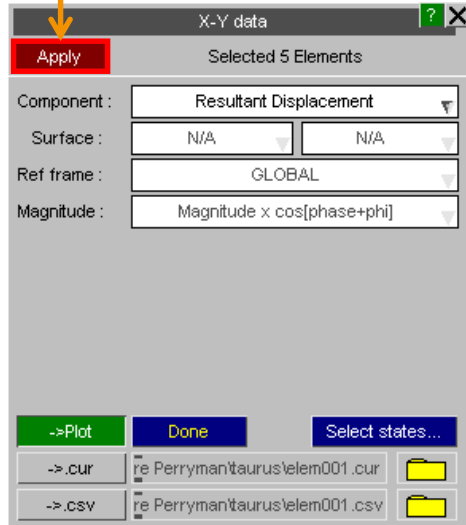 X-Y data ? X
Apply Selected 5 Elements
Component : Resultant Displacement
Surface : N/A N/A
Ref frame : GLOBAL
Magnitude : Magnitude x cos[phase+phi]
->Plot Done Select states...
->.cur re Perryman\taurus\elem001.cur
->.csv re Perryman\taurus\elem001.csv